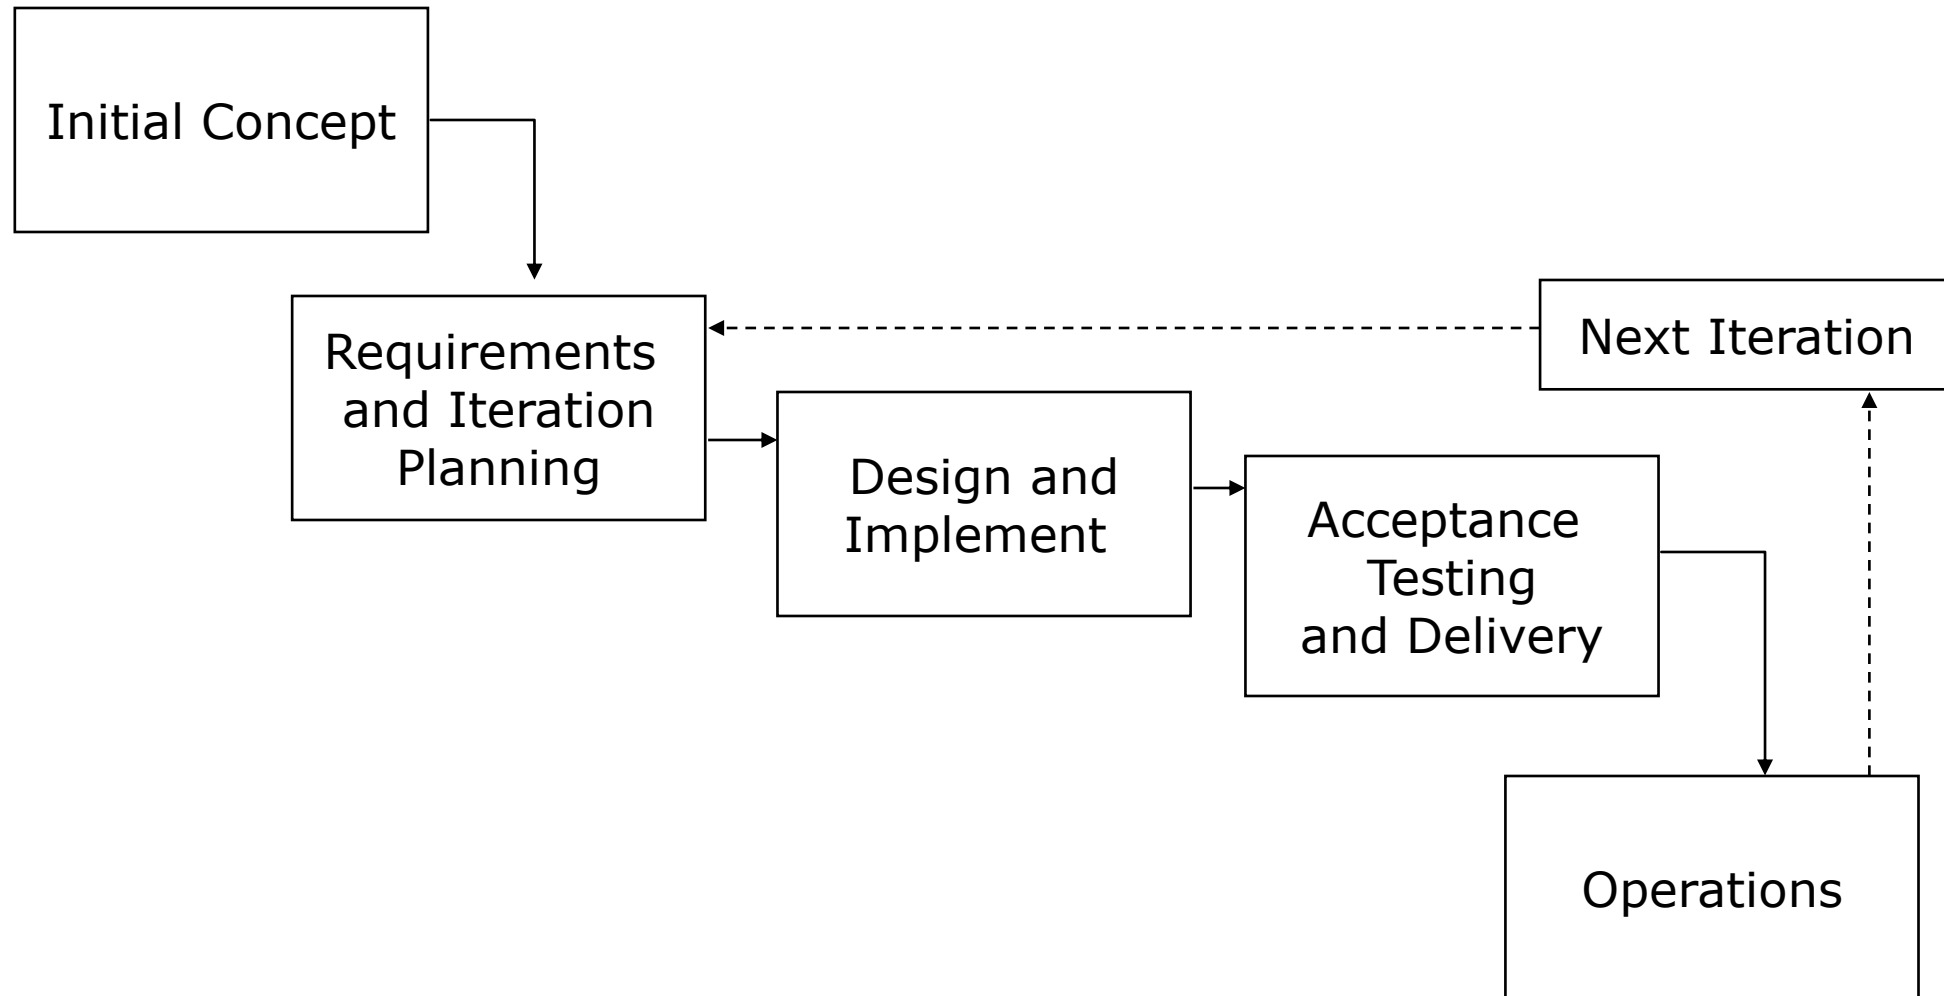 Initial Concept
Requirements
and Iteration
Planning
Next Iteration
Design and
Implement
Acceptance
Testing
and Delivery
Operations